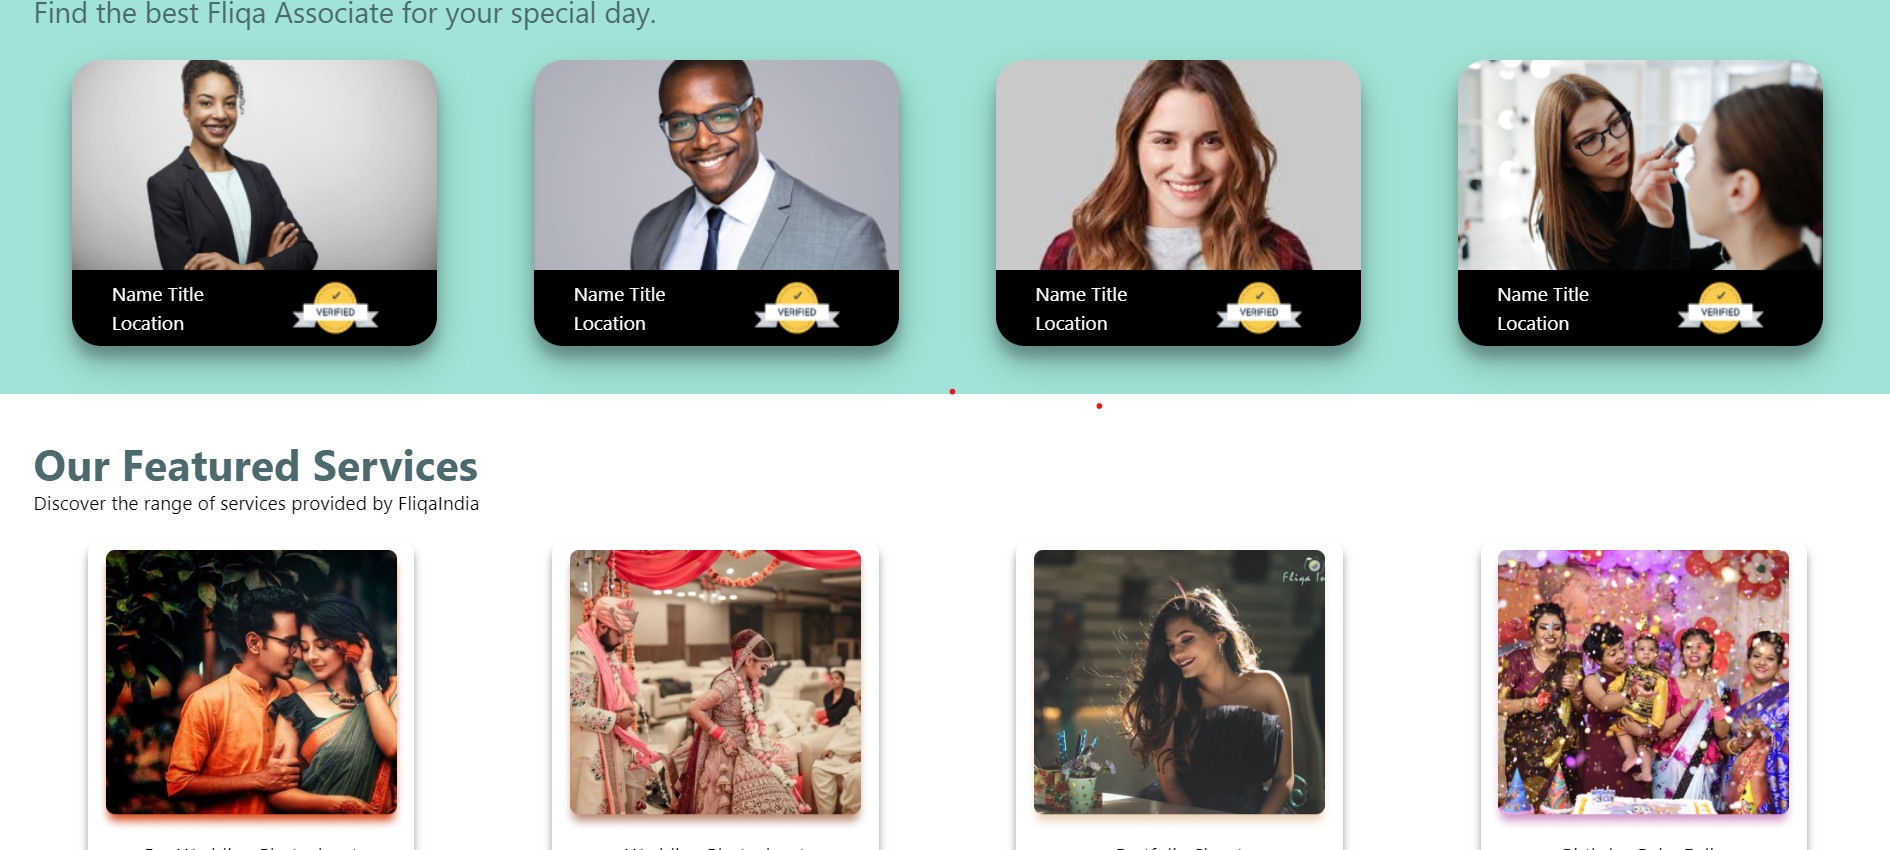 Find the best Fliqa Associate for your special day.
Name Title
Location
VERIFIED
Name Title
Location
VERIFIED
Name Title
Location
VERIFIED
Name Title
Location
VERIFIED
Our Featured Services
Discover the range of services provided by FliqaIndia
Fliqa In